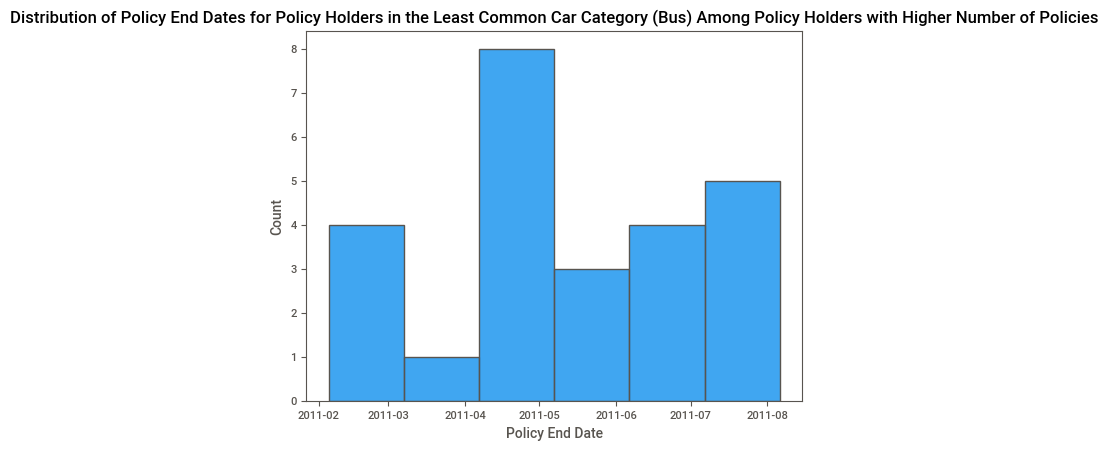 Distribution of Policy End Dates for Policy Holders in the Least Common Car Category (Bus) Among Policy Holders with Higher Number of Policies
8
7
6
5
4
3
2
1
0
Count
2011-02 2011-03 2011-04 2011-05 2011-06 2011-07 2011-08
Policy End Date